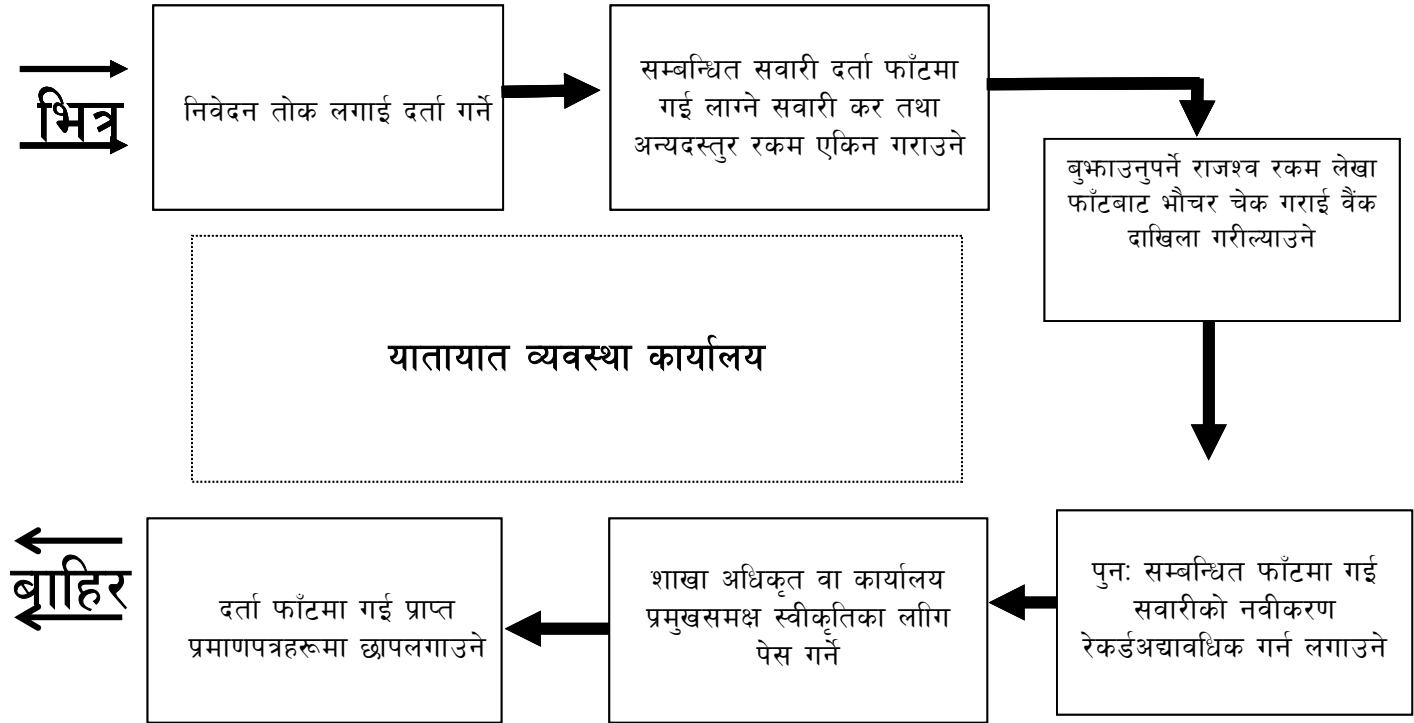 भित्र
निवेदन तोक लगाई दर्ता गर्ने
सम्बन्धित सवारी दर्ता फाँटमा
गई लाग्ने सवारी कर तथा
अन्यदस्तुर रकम एकिन गराउने
बुझाउनुपर्ने राजश्व रकम लेखा
फाँटबाट भौचर चेक गराई वैंक
दाखिला गरील्याउने
यातायात व्यवस्था कार्यालय
पुनः सम्बन्धित फाँटमा गई
सवारीको नवीकरण
रेकर्डअद्यावधिक गर्न लगाउने
शाखा अधिकृत वा कार्यालय
प्रमुखसमक्ष स्वीकृतिका लाीगि
पेस गर्ने
दर्ता फाँटमा गई प्राप्त
प्रमाणपत्रहरूमा छापलगाउने
बाहिर